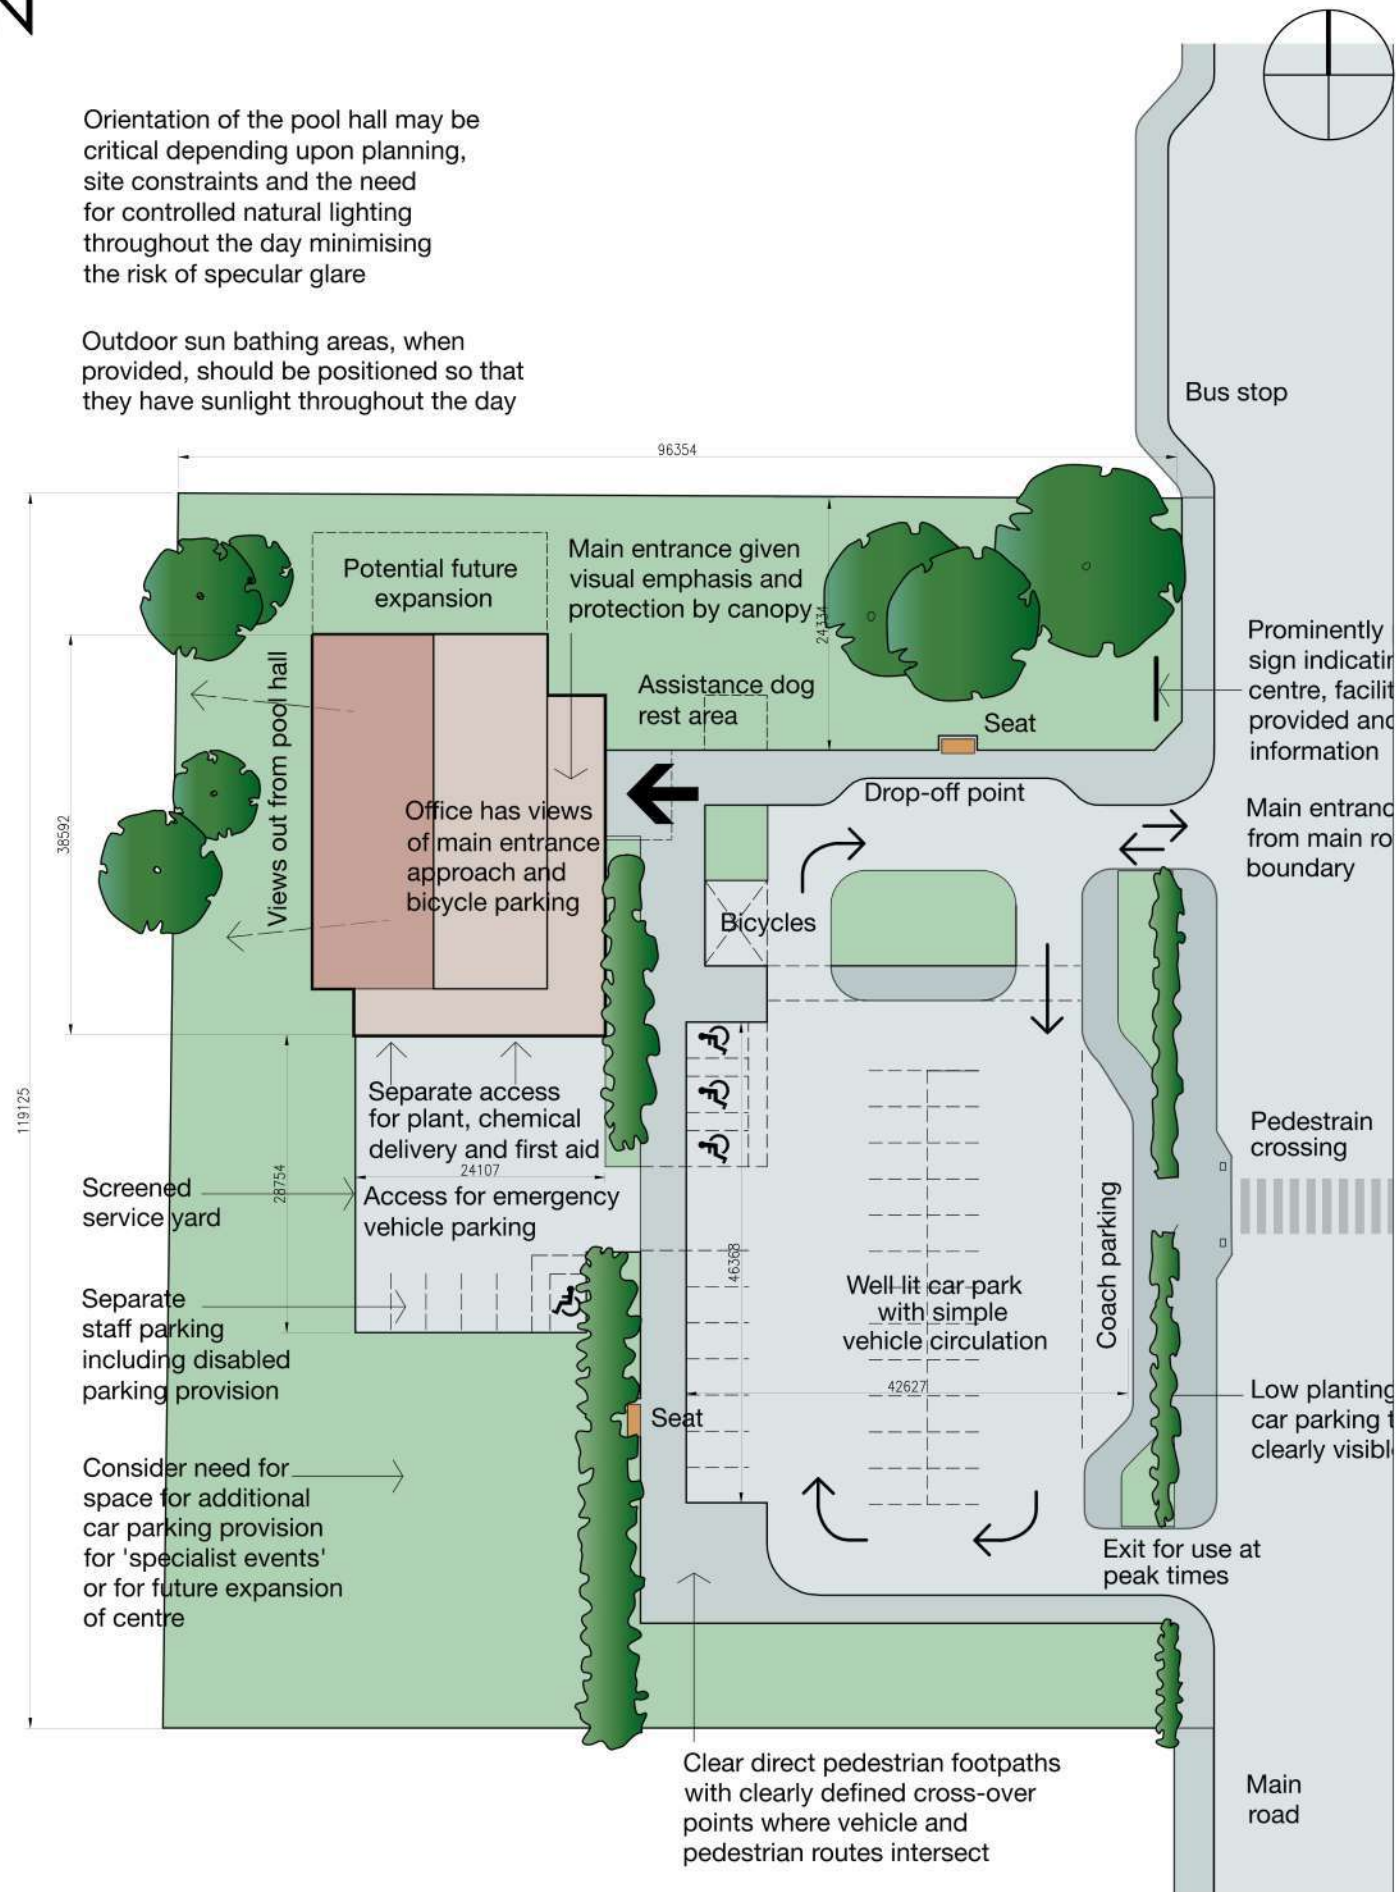 Orientation of the pool hall may be
critical depending upon planning,
site constraints and the need
for controlled natural lighting
throughout the day minimising
the risk of specular glare
Outdoor sun bathing areas, when
provided, should be positioned so that
they have sunlight throughout the day
Bus stop
96354
Potential future
expansion
Main entrance given
visual emphasis and
protection by canopy
24334
Prominently
sign
centre,
provided and
information
Assistance dog
rest area
Seat
Views out from pool hall
38592
Office has views
of main entrance
approach and
bicycle parking
Drop-off point
Main
from main
boundary
Bicycles
119125
Separate access
for plant, chemical
delivery and first aid
24107
28754
Pedestrain
crossing
Screened
service yard
Access for emergency
vehicle parking
46368
Coach parking
Separate
staff parking
including disabled
parking provision
Well lit car park
with simple
vehicle circulation
42627
Seat
Low planting
car parking
clearly
Consider need for
space for additional
car parking provision
for 'specialist events'
or for future expansion
of centre
Exit for use at
peak times
Clear direct pedestrian footpaths
with clearly defined cross-over
points where vehicle and
pedestrian routes intersect
Main
road